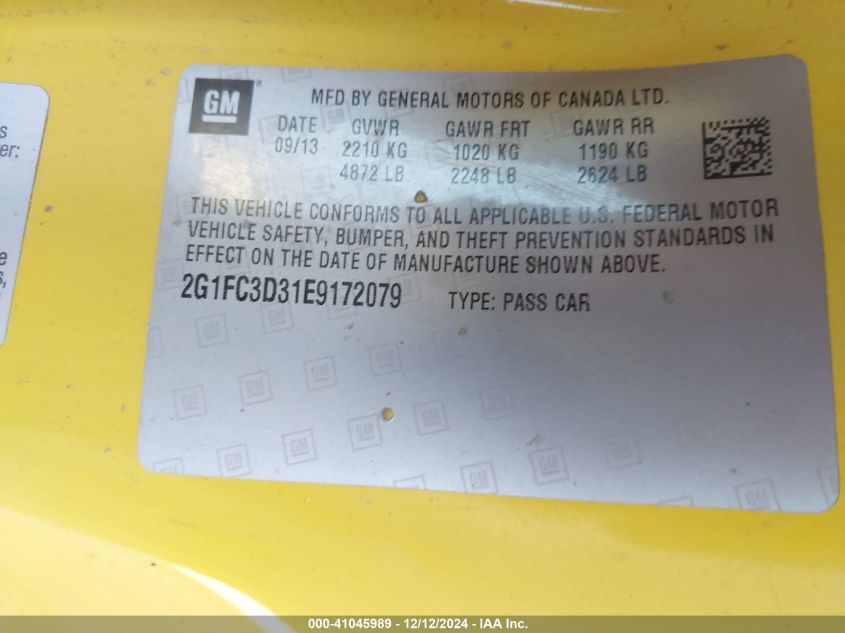 GM
MFD BY GENERAL MOTORS OF CANADA LTD.
DATE GVWR GAWR FRT GAWR RR
09/13 2210 KG 1020 KG 1190 KG
4872 LB 2248 LB 2624 LB
THIS VEHICLE CONFORMS TO ALL APPLICABLE U.S. FEDERAL MOTOR
VEHICLE SAFETY, BUMPER, AND THEFT PREVENTION STANDARDS IN
EFFECT ON THE DATE OF MANUFACTURE SHOWN ABOVE.
2G1FC3D31E9172079 TYPE: PASS CAR
000-41045989 - 12/12/2024 - IAA Inc.